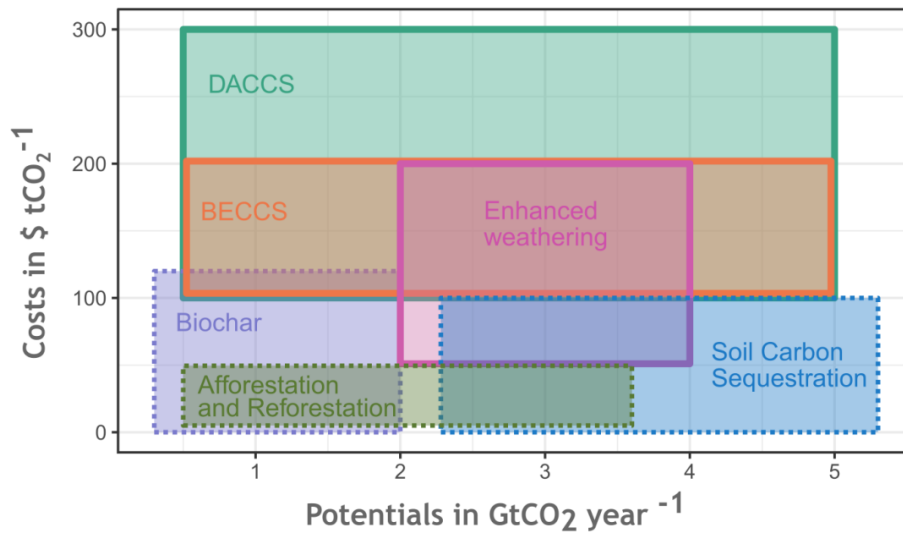 Costs in $ tCO₂⁻¹
300
200
100
0
DACCS
BECCS
Enhanced
weathering
Biochar
Soil Carbon
Sequestration
Afforestation
and Reforestation
1
2
3
4
5
Potentials in GtCO₂ year ⁻¹